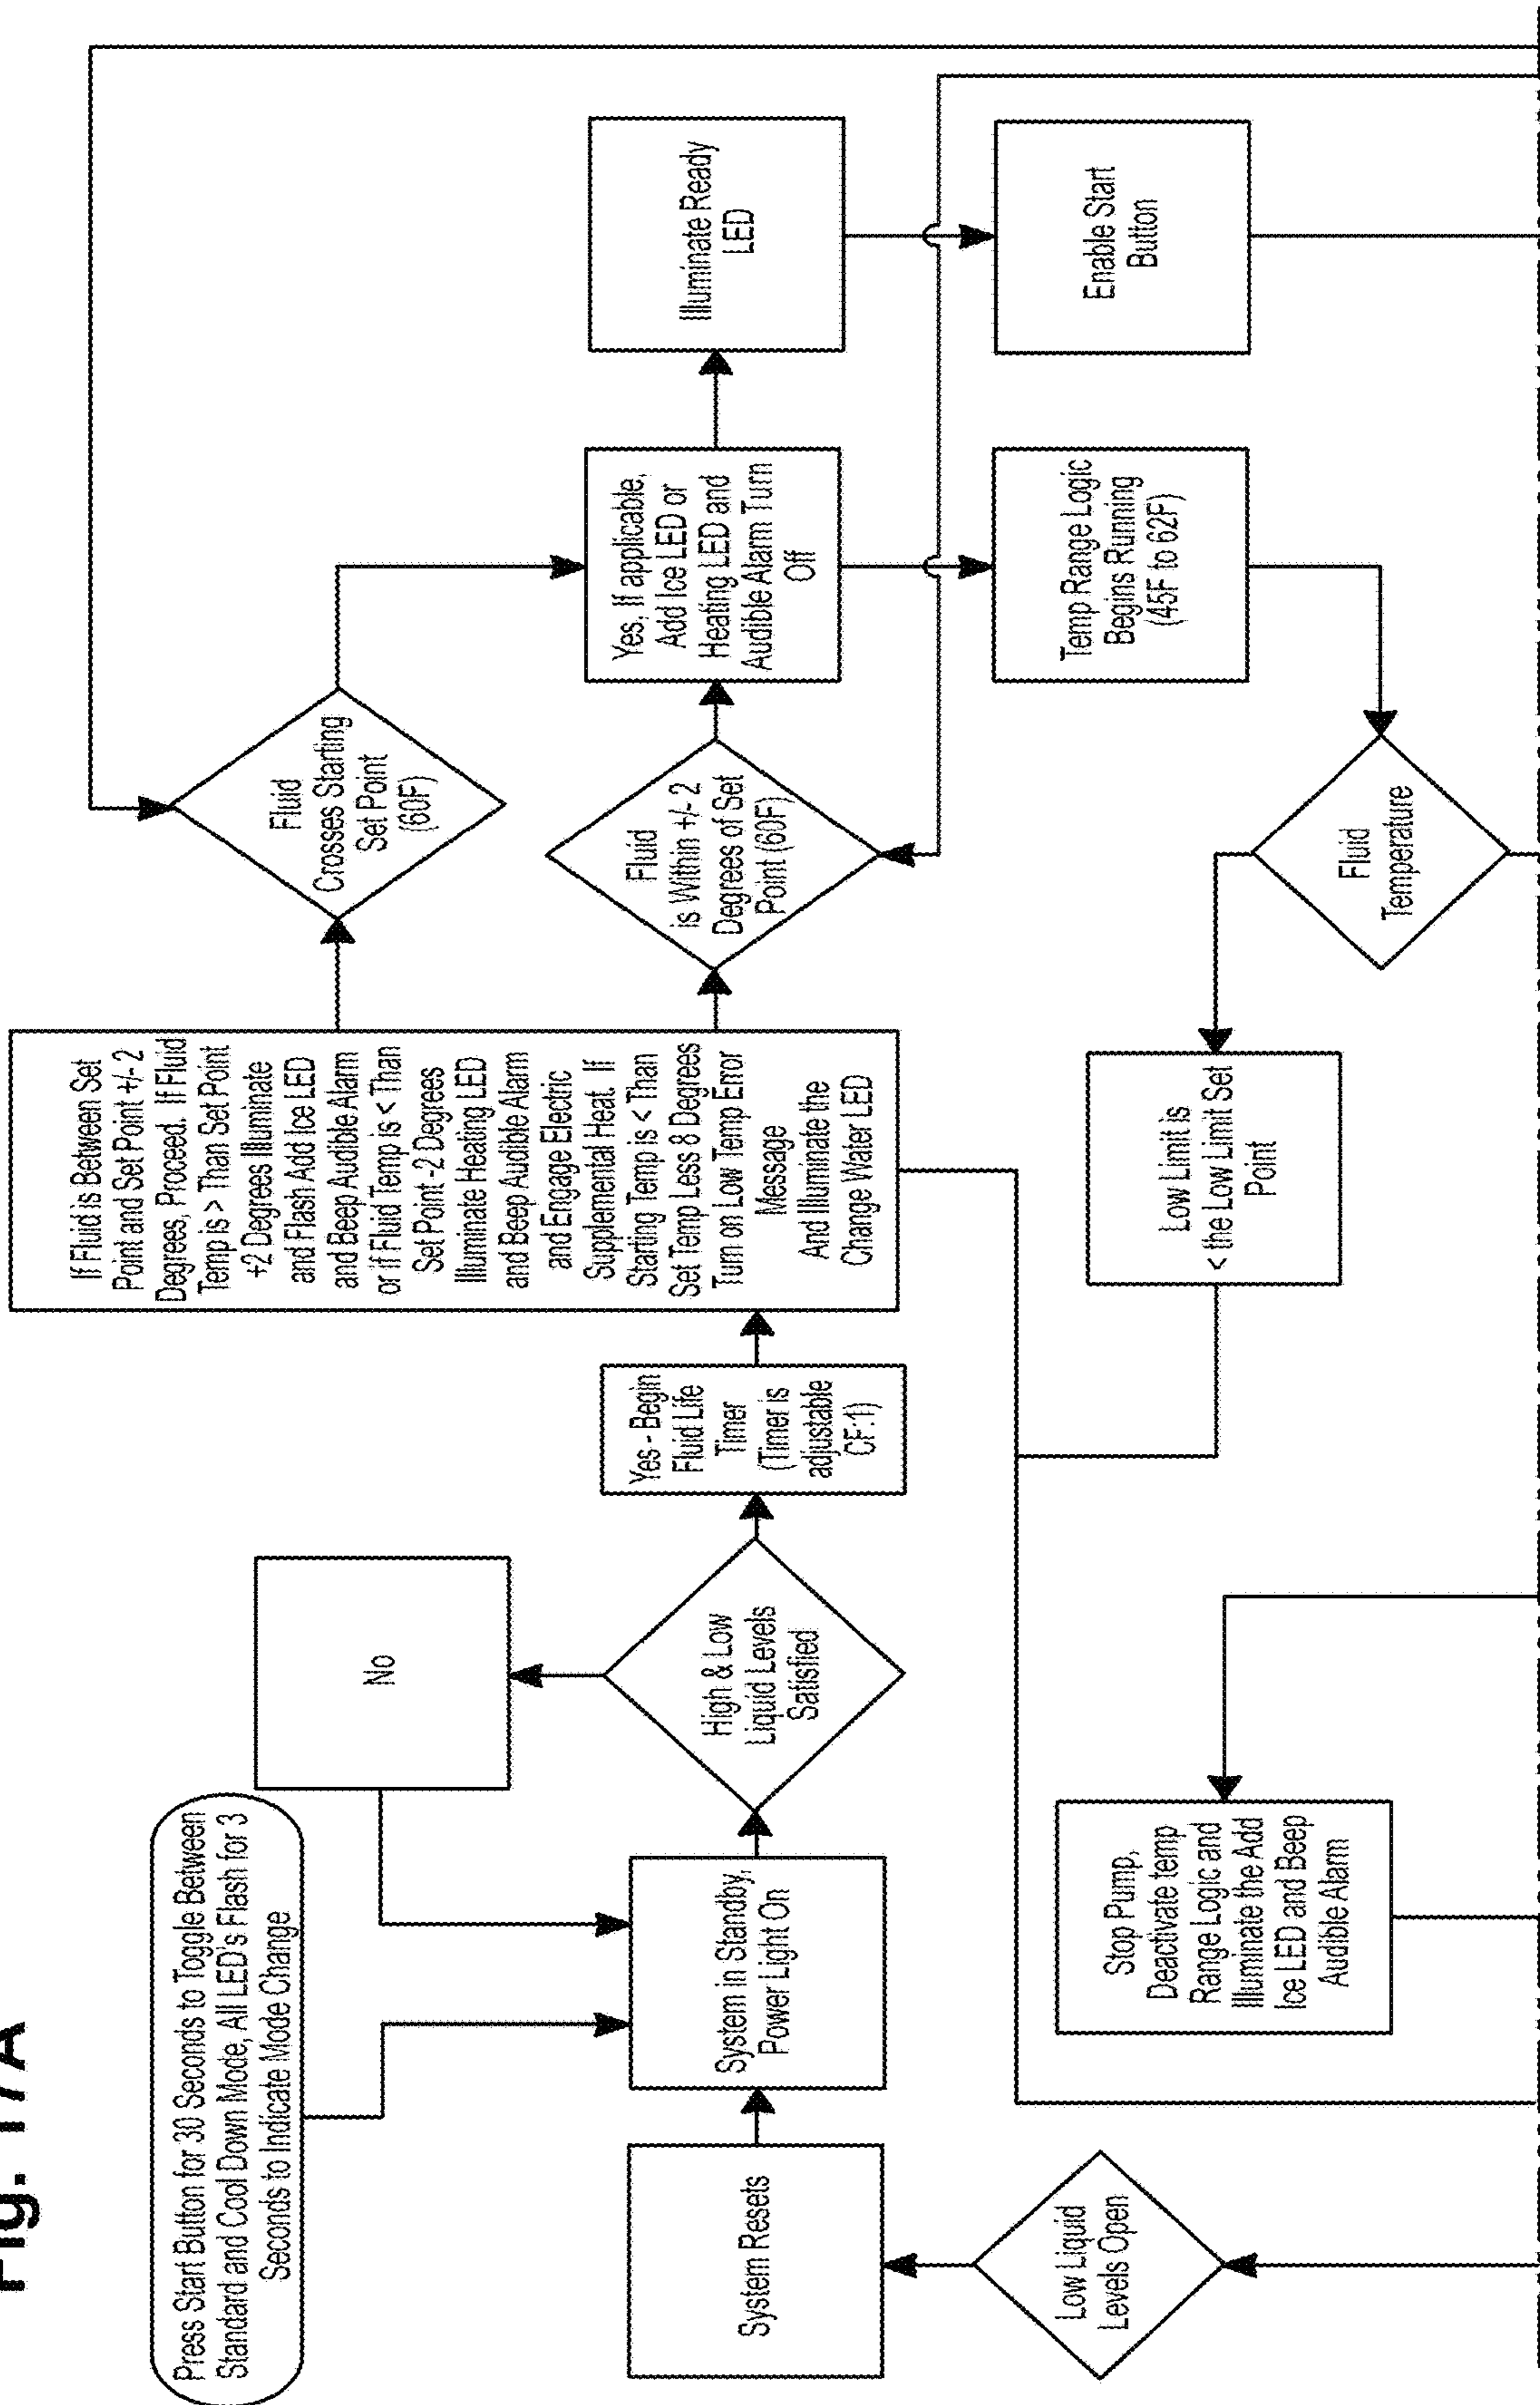 Fig. 17A
Press Start Button for 30 Seconds to Toggle Between
Standard and Cool Down Mode, All LED's Flash for 3
Seconds to Indicate Mode Change
System Resets
Low Liquid
Levels Open
System in Standby,
Power Light On
No
High & Low
Liquid Levels
Satisfied
Stop Pump,
Deactivate temp
Range Logic and
Illuminate the Add
Ice LED and Beep
Audible Alarm
Yes - Begin
Fluid Life
Timer
(Timer is
adjustable
CF:1)
If Fluid is Between Set
Point and Set Point +/- 2
Degrees, Proceed. If Fluid
Temp is > Than Set Point
+2 Degrees Illuminate
and Flash Add Ice LED
and Beep Audible Alarm
or if Fluid Temp is < Than
Set Point -2 Degrees
Illuminate Heating LED
and Beep Audible Alarm
and Engage Electric
Supplemental Heat. If
Starting Temp is < Than
Set Temp Less 8 Degrees
Turn on Low Temp Error
Message
And Illuminate the
Change Water LED
Low Limit is
< the Low Limit Set
Point
Fluid
Crosses Starting
Set Point
(60F)
Fluid
is Within +/- 2
Degrees of Set
Point (60F)
Fluid
Temperature
Yes, If applicable,
Add Ice LED or
Heating LED and
Audible Alarm Turn
Off
Temp Range Logic
Begins Running
(45F to 62F)
Illuminate Ready
LED
Enable Start
Button